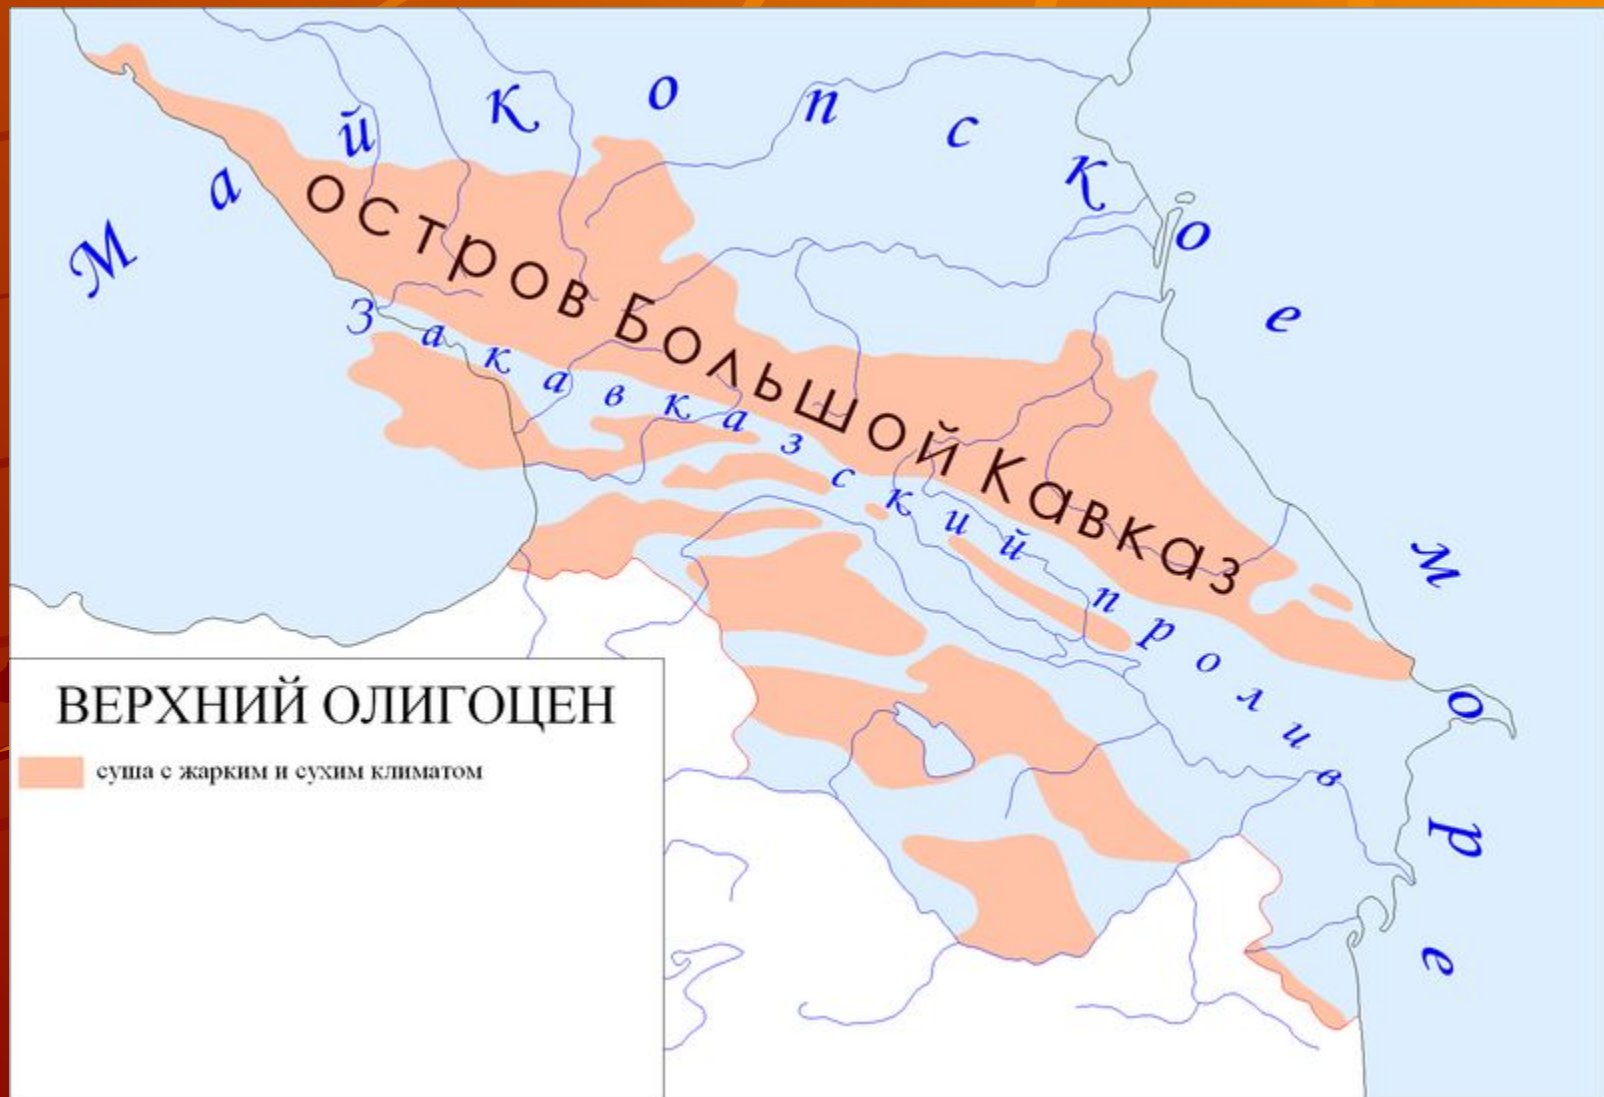 Майкопское море
остров Большой Кавказ
Закавказский пролив
ВЕРХНИЙ ОЛИГОЦЕН
суша с жарким и сухим климатом